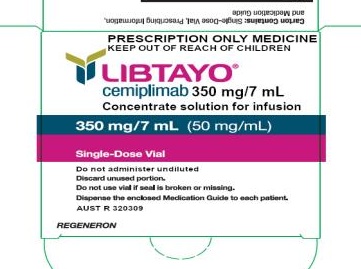 Carton Contains: Single-Dose Vial, Prescribing Information,
and Medication Guide
PRESCRIPTION ONLY MEDICINE
KEEP OUT OF REACH OF CHILDREN
LIBTAYO®
cemiplimab 350 mg/7 mL
Concentrate solution for infusion
350 mg/7 mL (50 mg/mL)
Single-Dose Vial
Do not administer undiluted
Discard unused portion.
Do not use vial if seal is broken or missing.
Dispense the enclosed Medication Guide to each patient.
AUST R 320309
REGENERON